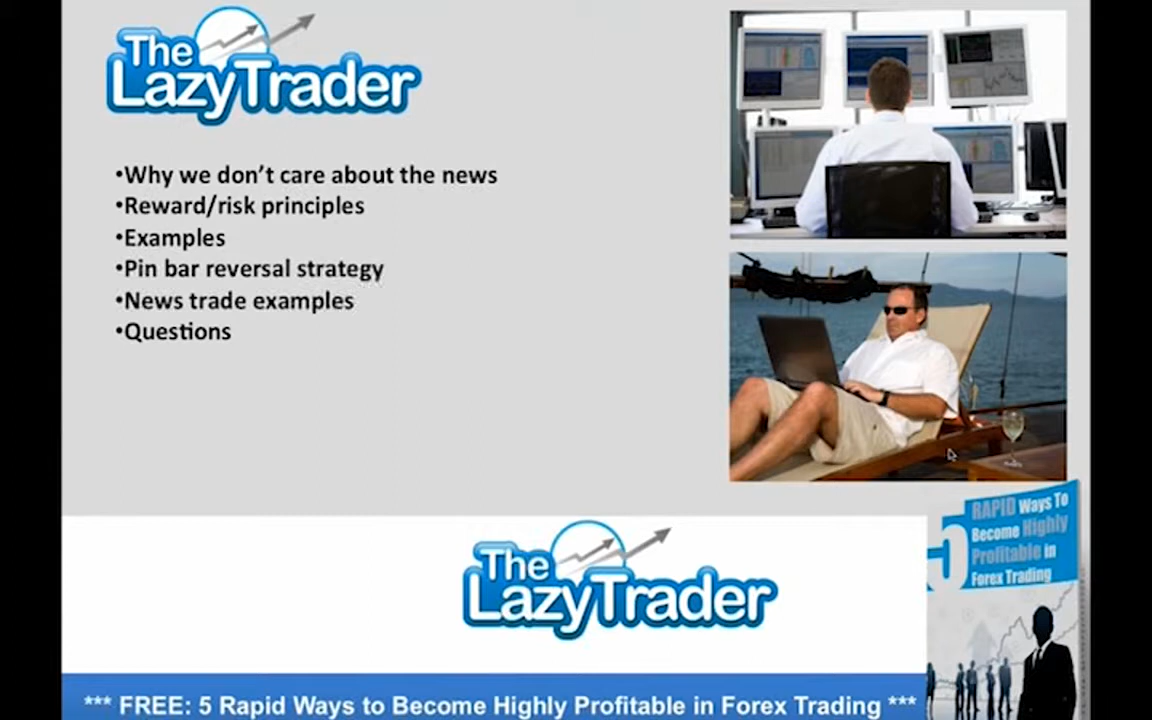 The
LazyTrader
•Why we don't care about the news
•Reward/risk principles
•Examples
•Pin bar reversal strategy
•News trade examples
•Questions
The
LazyTrader
5 RAPID Ways To
Become Highly
Profitable in
Forex Trading
*** FREE: 5 Rapid Ways to Become Highly Profitable in Forex Trading ***